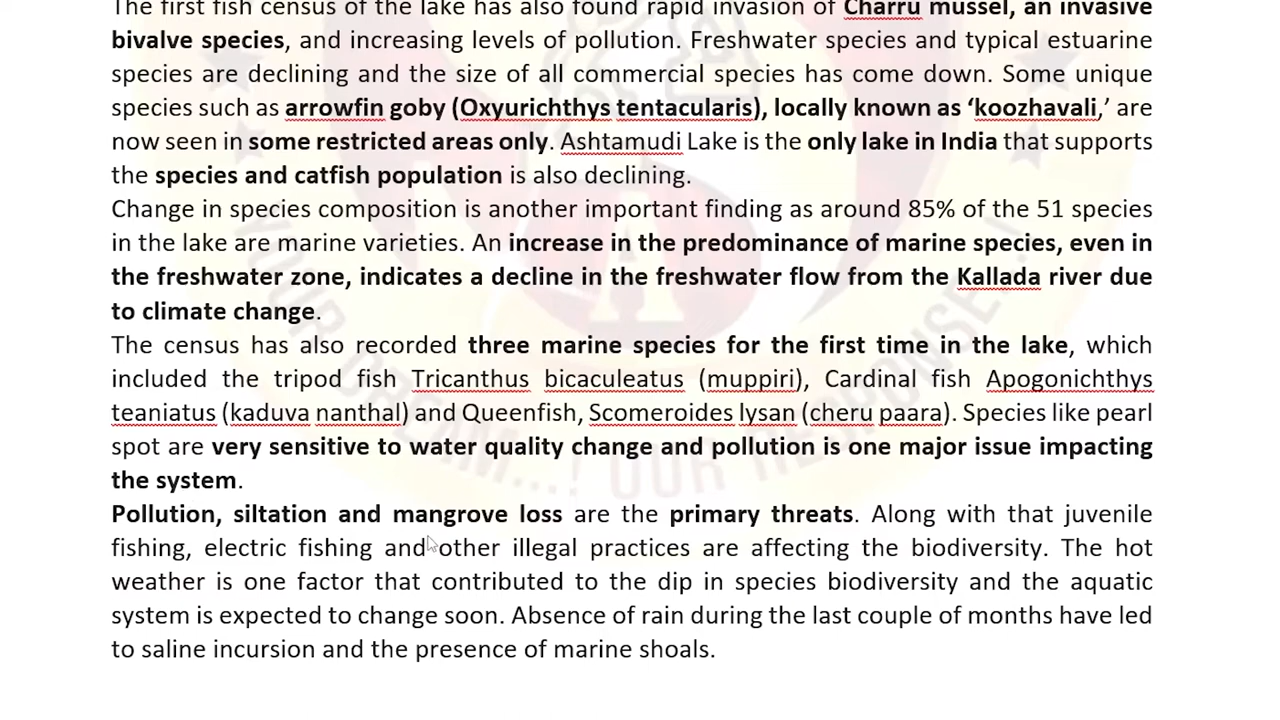 The first fish census of the lake has also found rapid invasion of Charru mussel, an invasive
bivalve species, and increasing levels of pollution. Freshwater species and typical estuarine
species are declining and the size of all commercial species has come down. Some unique
species such as arrowfin goby (Oxyurichthys tentacularis), locally known as ‘koozhavali,’ are
now seen in some restricted areas only. Ashtamudi Lake is the only lake in India that supports
the species and catfish population is also declining.
Change in species composition is another important finding as around 85% of the 51 species
in the lake are marine varieties. An increase in the predominance of marine species, even in
the freshwater zone, indicates a decline in the freshwater flow from the Kallada river due
to climate change.
The census has also recorded three marine species for the first time in the lake, which
included the tripod fish Tricanthus bicaculeatus (muppiri), Cardinal fish Apogonichthys
teaniatus (kaduva nanthal) and Queenfish, Scomeroides lysan (cheru paara). Species like pearl
spot are very sensitive to water quality change and pollution is one major issue impacting
the system.
Pollution, siltation and mangrove loss are the primary threats. Along with that juvenile
fishing, electric fishing and other illegal practices are affecting the biodiversity. The hot
weather is one factor that contributed to the dip in species biodiversity and the aquatic
system is expected to change soon. Absence of rain during the last couple of months have led
to saline incursion and the presence of marine shoals.
A
YOUR DREAM...! OUR RESPONSE..!